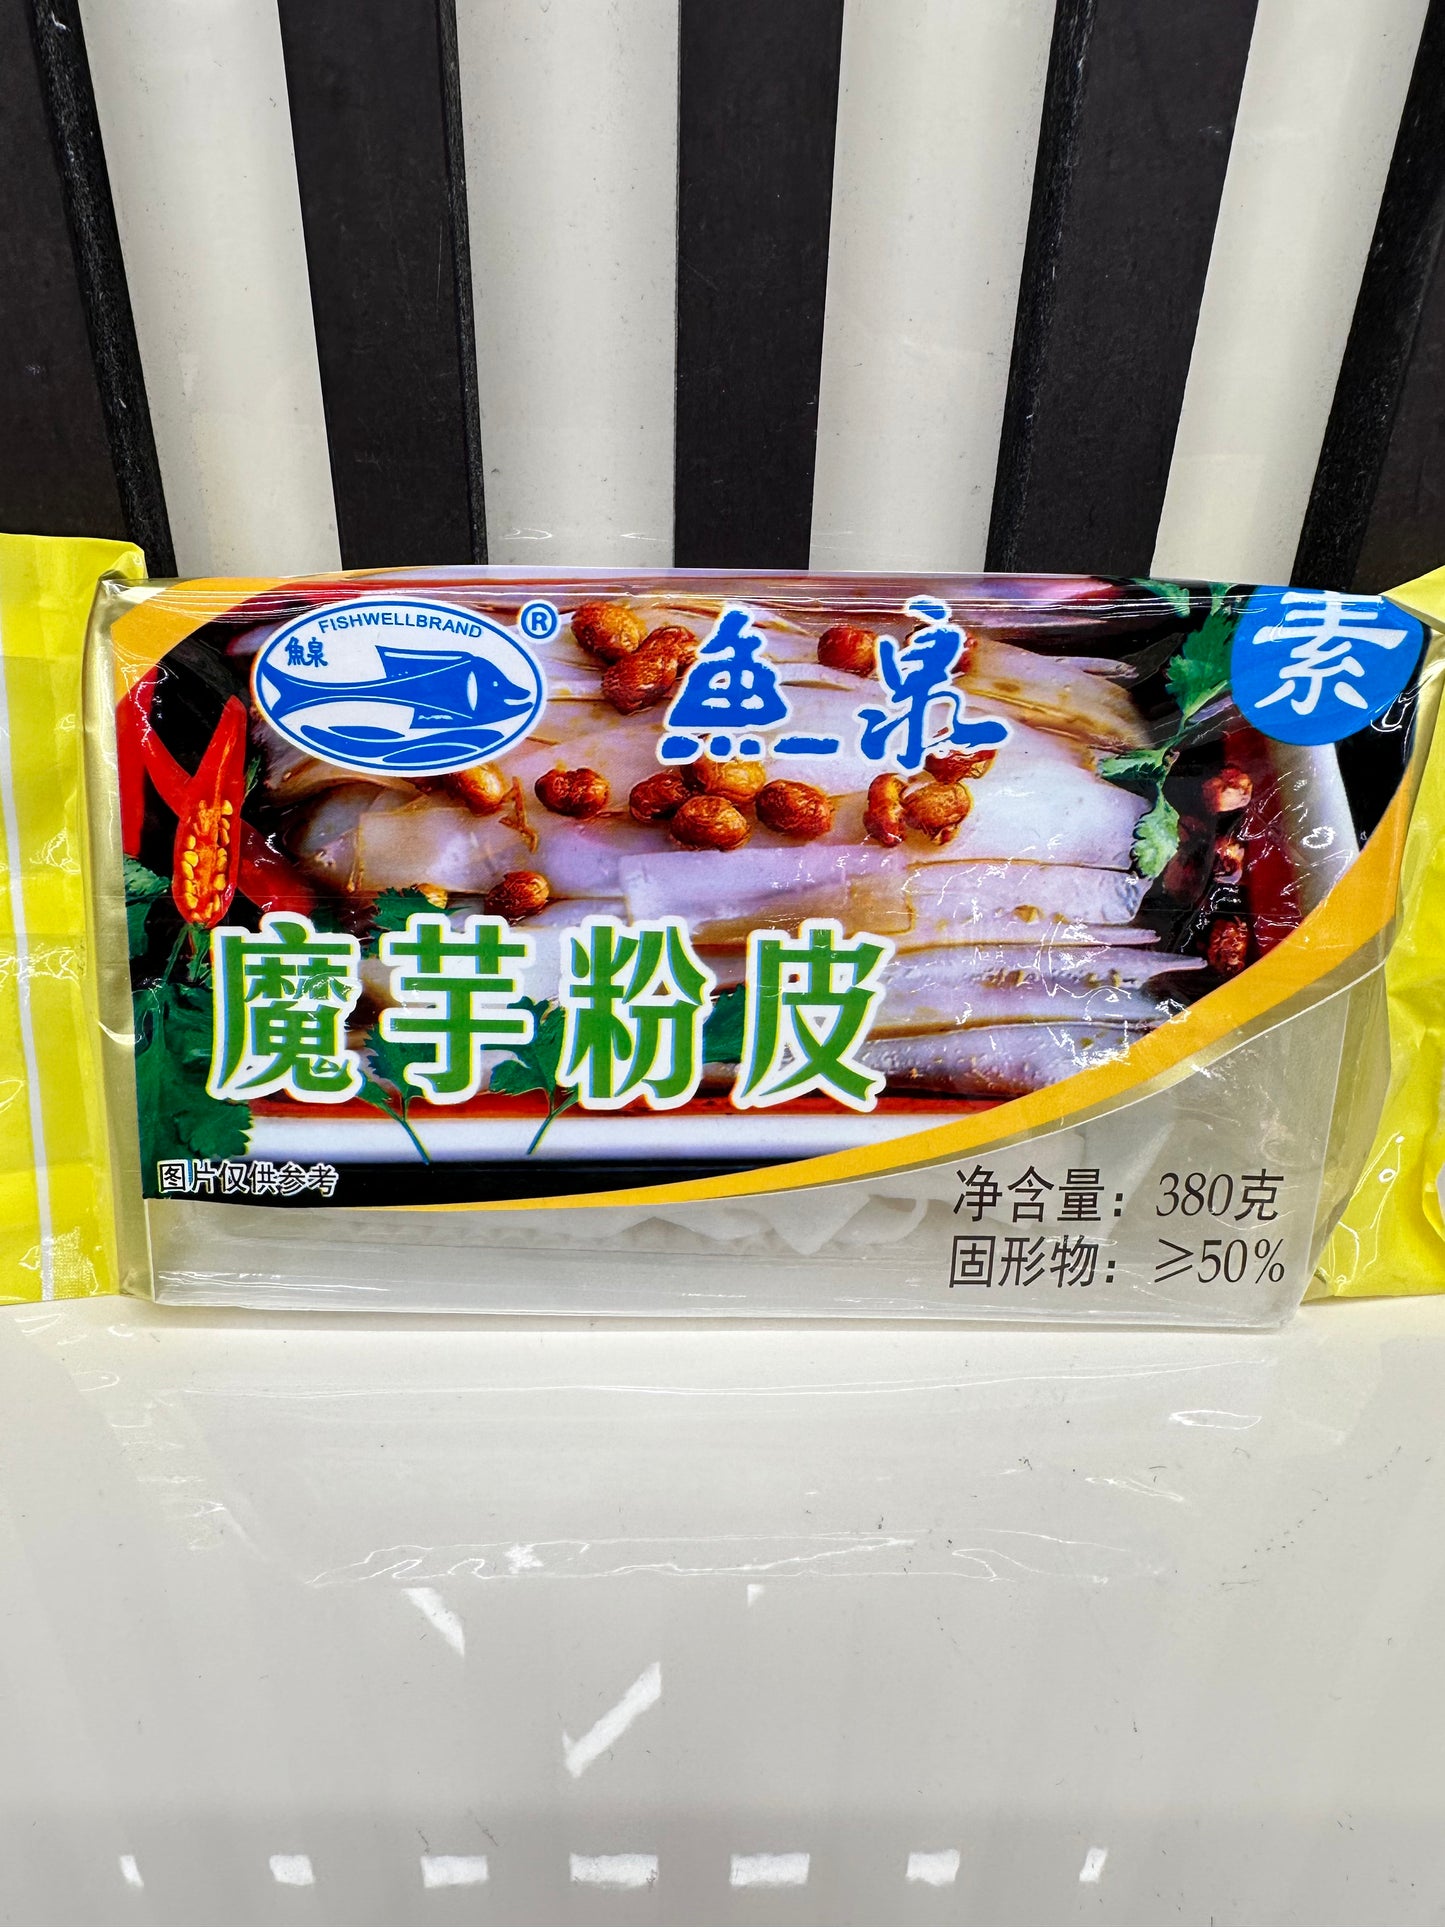 FISHWELLBRAND
®
鱼泉
魚泉
素
魔芋粉皮
图片仅供参考
净含量：380克
固形物：≥50%